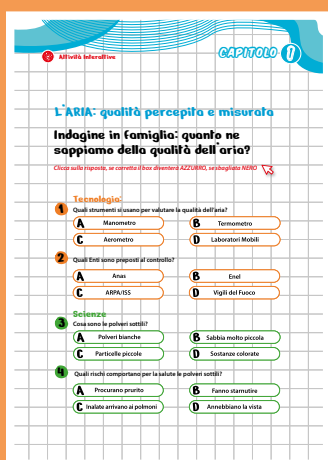 Attività Interattive
CAPITOLO 1
L'ARIA: qualità percepita e misurata
Indagine in famiglia: quanto ne
sappiamo della qualità dell'aria?
Clicca sulla risposta, se corretta il box diventerà AZZURRO, se sbagliata NERO
Tecnologia:
1 Quali strumenti si usano per valutare la qualità dell'aria?
A Manometro
B Termometro
C Aerometro
D Laboratori Mobili
2 Quali Enti sono preposti al controllo?
A Anas
B Enel
C ARPA/ISS
D Vigili del Fuoco
Scienze
3 Cosa sono le polveri sottili?
A Polveri bianche
B Sabbia molto piccola
C Particelle piccole
D Sostanze colorate
4 Quali rischi comportano per la salute le polveri sottili?
A Procurano prurito
B Fanno starnutire
C Inalate arrivano ai polmoni
D Annebbiano la vista